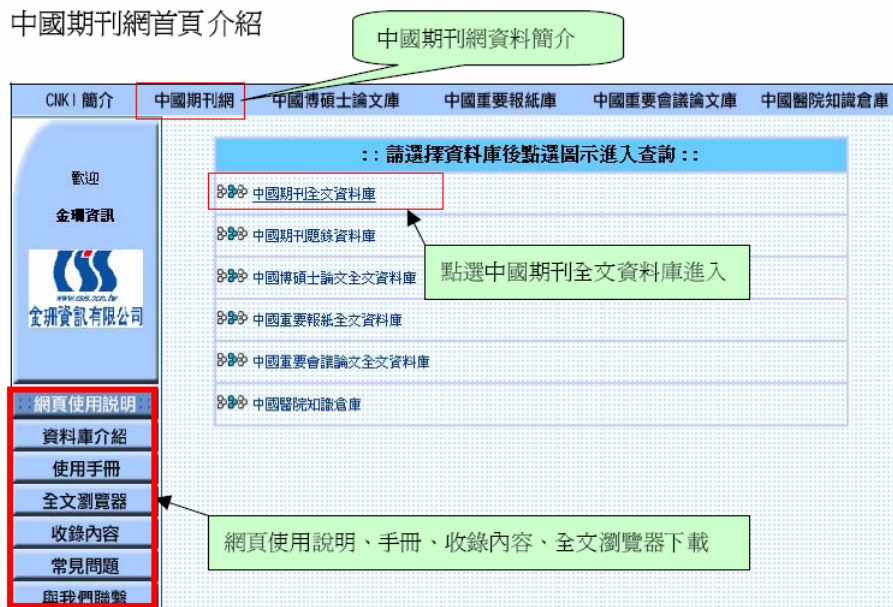 中國期刊網首頁介紹
中國期刊網資料簡介
CNKI 簡介 中國期刊網 中國博碩士論文庫 中國重要報紙庫 中國重要會議論文庫 中國醫院知識倉庫
::請選擇資料庫後點選圖示進入查詢::
歡迎
金珊資訊
中國期刊全文資料庫
中國期刊題錄資料庫
點選中國期刊全文資料庫進入
中國博碩士論文全文資料庫
CSIS
www.csis.com.tw
金珊資訊有限公司
中國重要報紙全文資料庫
中國重要會議論文全文資料庫
中國醫院知識倉庫
::網頁使用說明::
資料庫介紹
使用手冊
全文瀏覽器
收錄內容
常見問題
與我們聯繫
網頁使用說明、手冊、收錄內容、全文瀏覽器下載